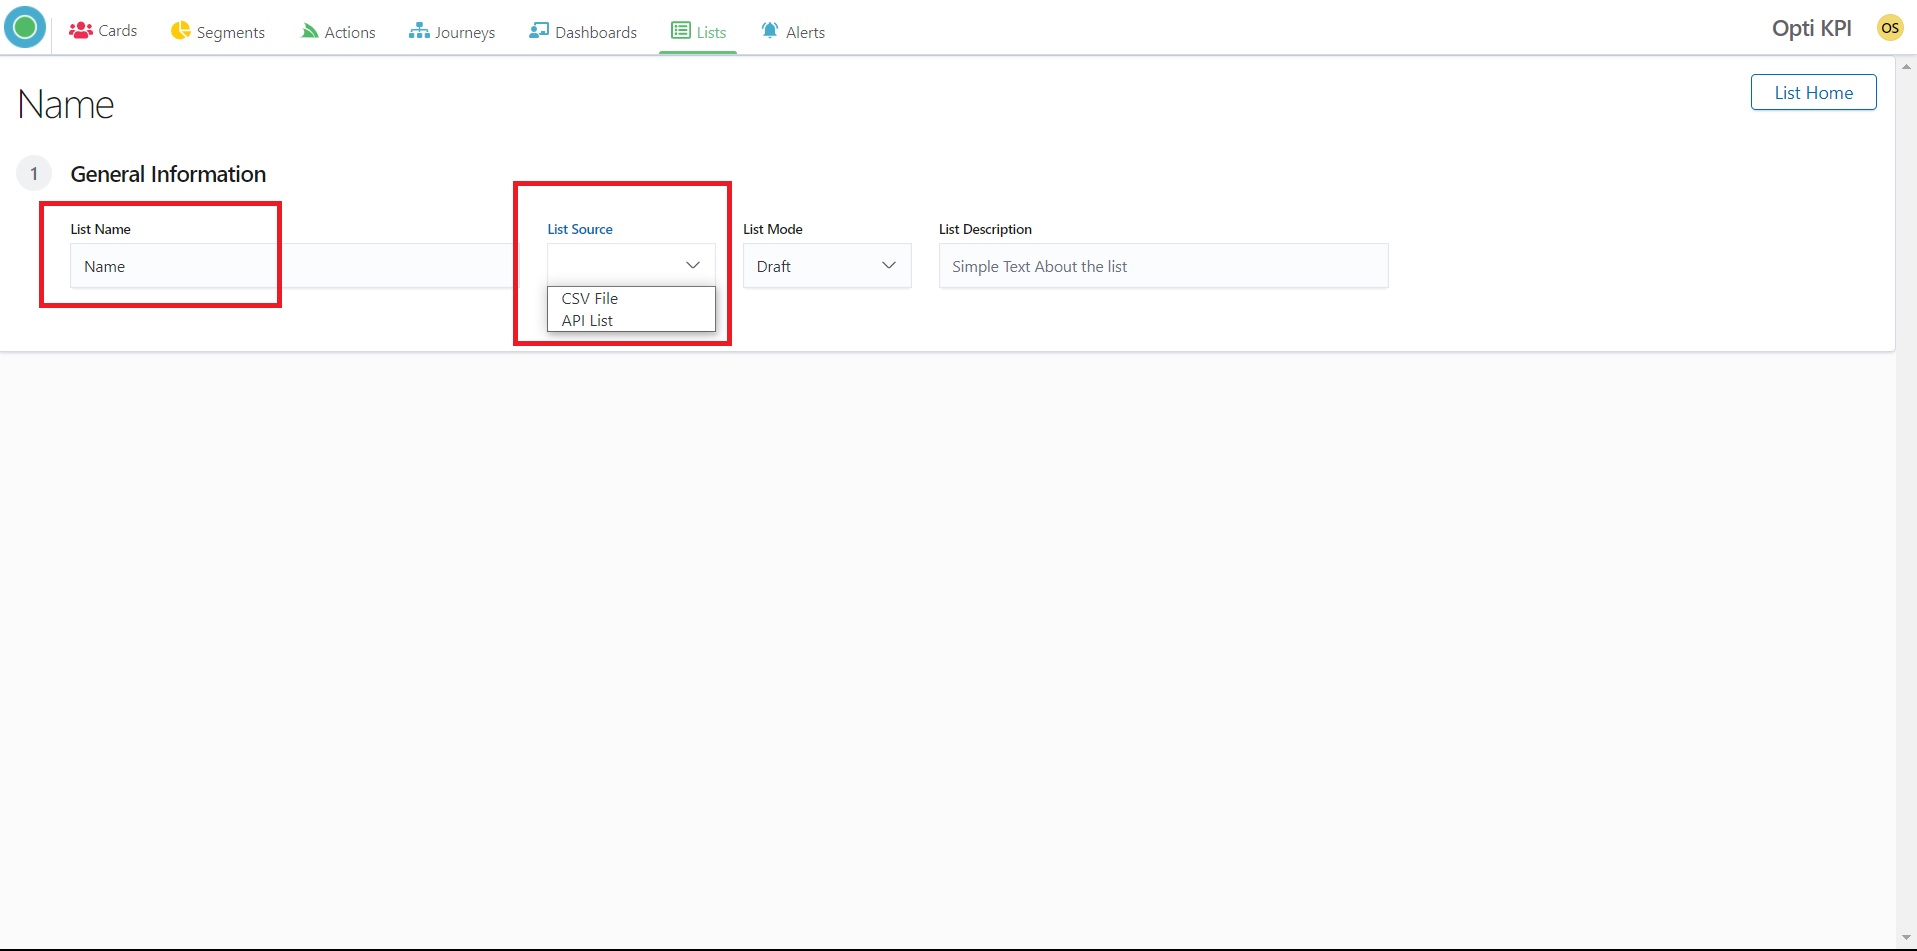 Cards Segments Actions Journeys Dashboards Lists Alerts Opti KPI OS
Name
List Home
1 General Information
List Name List Source List Mode List Description
Name Draft Simple Text About the list
CSV File
API List